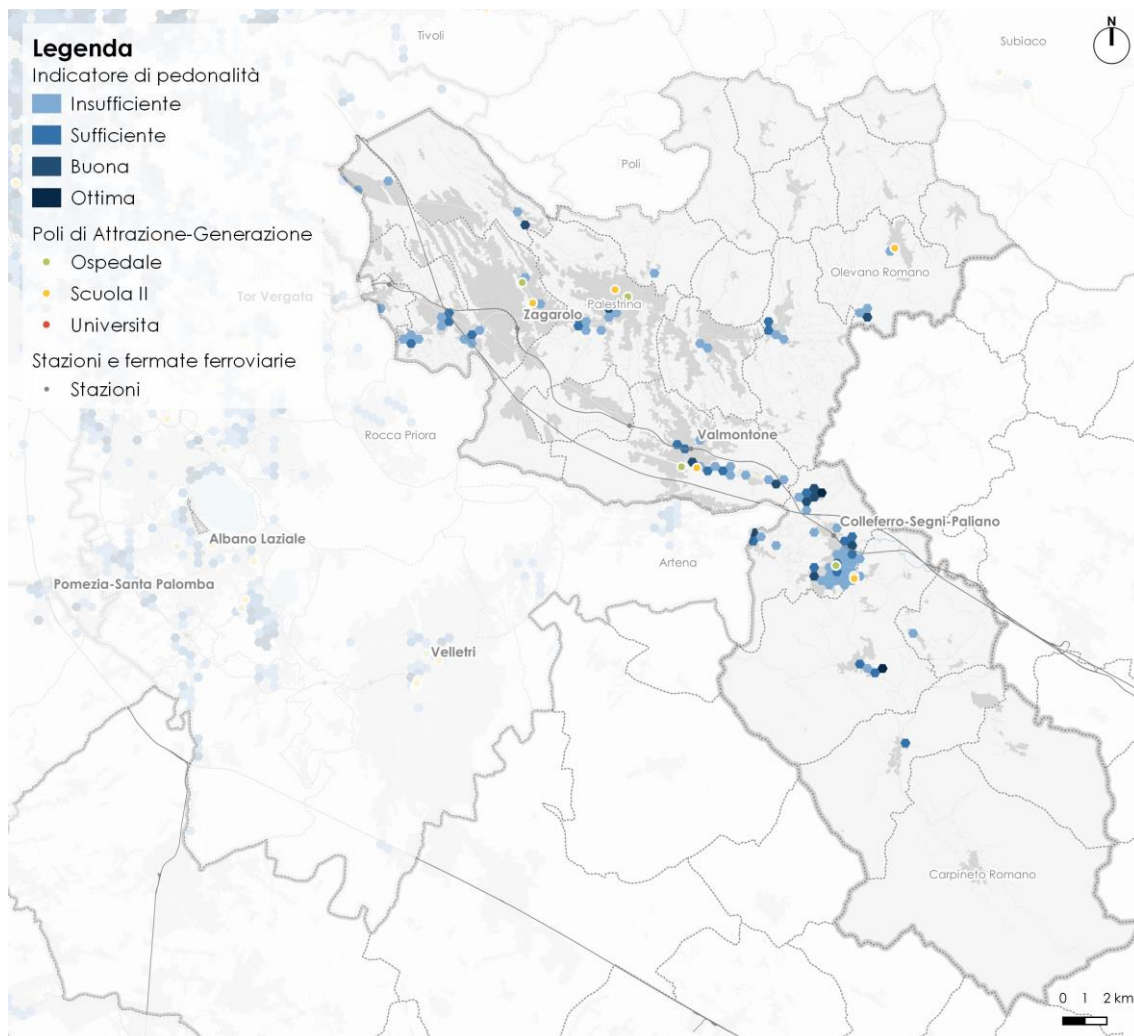 Legenda
Indicatore di pedonalità
Insufficiente
Sufficiente
Buona
Ottima
Poli di Attrazione-Generazione
Ospedale
Scuola II
Universita
Stazioni e fermate ferroviarie
Stazioni
N
Tivoli
Subiaco
Poli
Olevano Romano
Tor Vergata
Palestrina
Zagarolo
Rocca Priora
Valmontone
Colleferro-Segni-Paliano
Albano Laziale
Artena
Pomezia-Santa Palomba
Velletri
Carpineto Romano
0 1 2 km